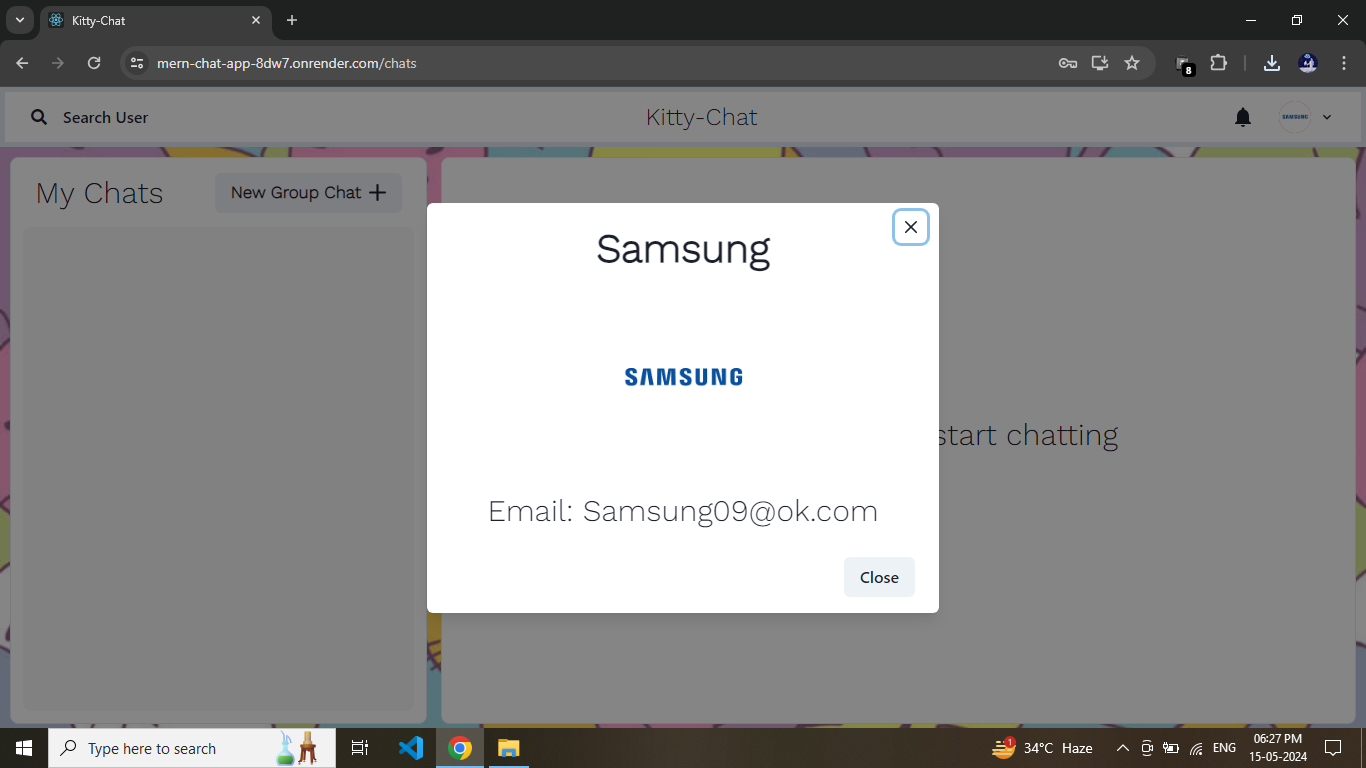 Kitty-Chat
mern-chat-app-8dw7.onrender.com/chats
8
Search User
Kitty-Chat
SAMSUNG
My Chats
New Group Chat
Samsung
SAMSUNG
start chatting
Email: Samsung09@ok.com
Close
Type here to search
1
34°C Haze
ENG
06:27 PM
15-05-2024